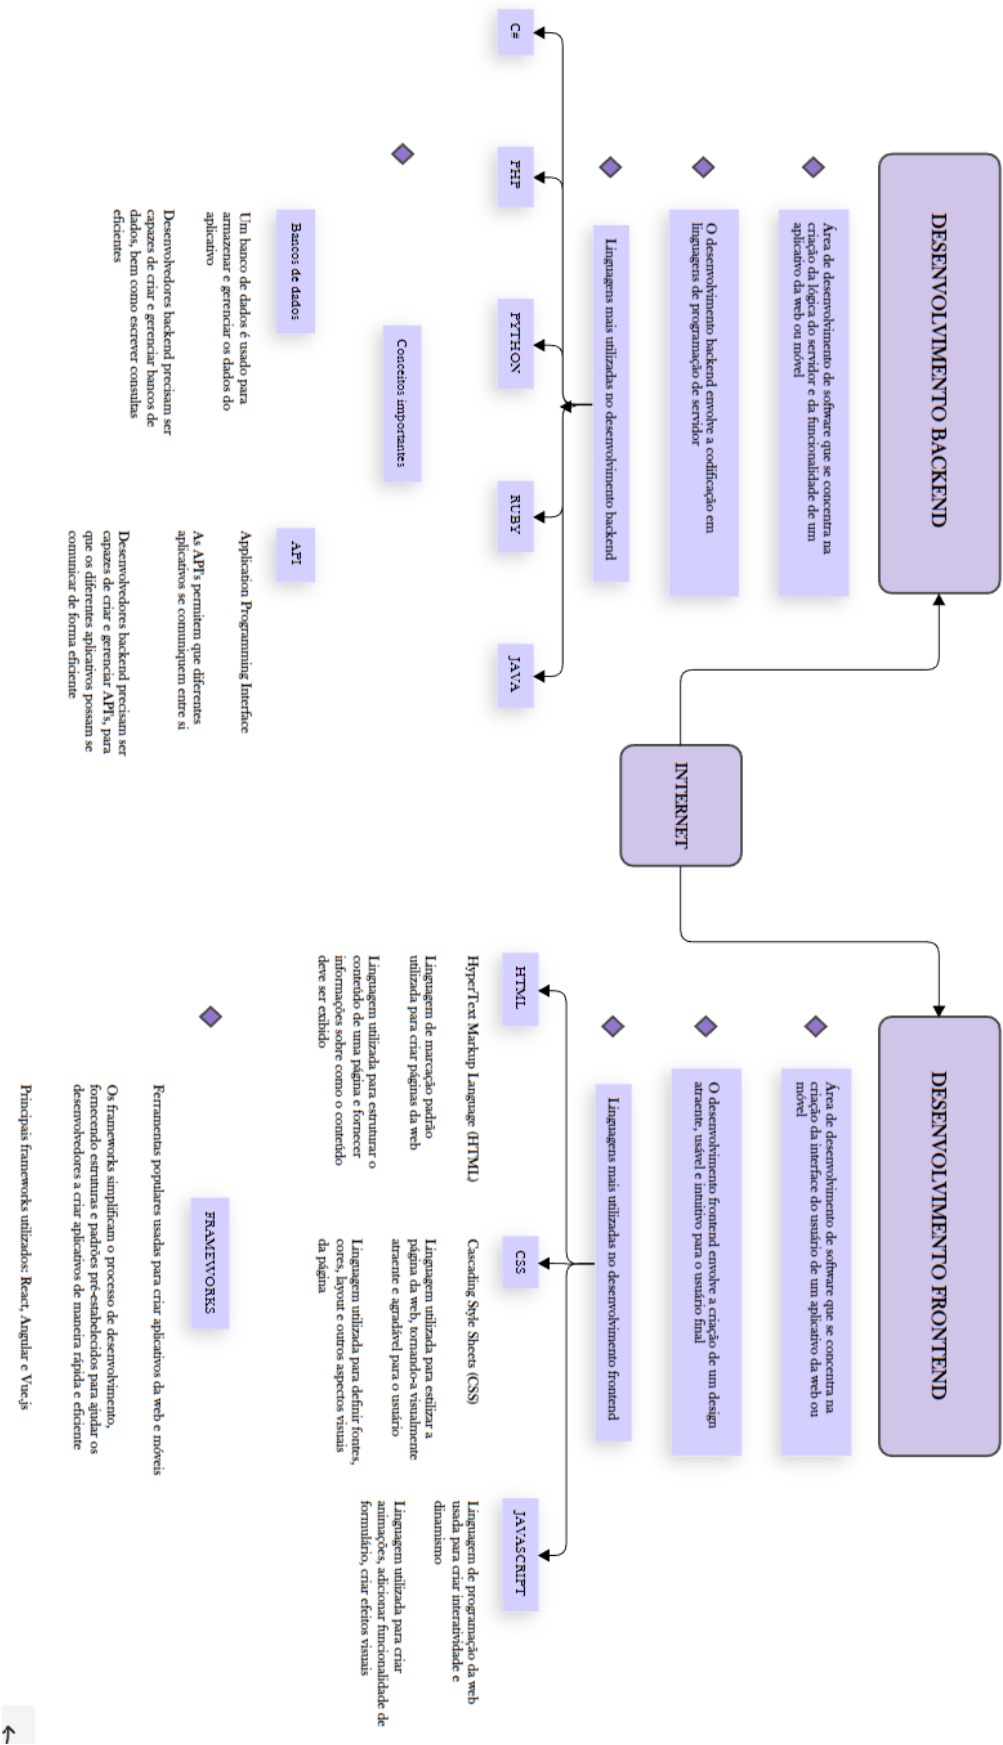 DESENVOLVIMENTO BACKEND
Área de desenvolvimento de software que se concentra na
criação da lógica do servidor e da funcionalidade de um
aplicativo da web ou móvel
O desenvolvimento backend envolve a codificação em
linguagens de programação de servidor
Linguagens mais utilizadas no desenvolvimento backend
C#
PHP
PYTHON
RUBY
JAVA
Conceitos importantes
Bancos de dados
Um banco de dados é usado para
armazenar e gerenciar os dados do
aplicativo
Desenvolvedores backend precisam ser
capazes de criar e gerenciar bancos de
dados, bem como escrever consultas
eficientes
API
Application Programming Interface
As API's permitem que diferentes
aplicativos se comuniquem entre si
Desenvolvedores backend precisam ser
capazes de criar e gerenciar API's, para
que os diferentes aplicativos possam se
comunicar de forma eficiente
INTERNET
DESENVOLVIMENTO FRONTEND
Área de desenvolvimento de software que se concentra na
criação da interface do usuário de um aplicativo da web ou
móvel
O desenvolvimento frontend envolve a criação de um design
atraente, usável e intuitivo para o usuário final
Linguagens mais utilizadas no desenvolvimento frontend
HTML
HyperText Markup Language (HTML)
Linguagem de marcação padrão
utilizada para criar páginas da web
Linguagem utilizada para estruturar o
conteúdo de uma página e fornecer
informações sobre como o conteúdo
deve ser exibido
CSS
Cascading Style Sheets (CSS)
Linguagem utilizada para estilizar a
página da web, tornando-a visualmente
atraente e agradável para o usuário
Linguagem utilizada para definir fontes,
cores, layout e outros aspectos visuais
da página
JAVASCRIPT
Linguagem de programação da web
usada para criar interatividade e
dinamismo
Linguagem utilizada para criar
animações, adicionar funcionalidade de
formulário, criar efeitos visuais
FRAMEWORKS
Ferramentas populares usadas para criar aplicativos da web e móveis
Os frameworks simplificam o processo de desenvolvimento,
fornecendo estruturas e padrões pré-estabelecidos para ajudar os
desenvolvedores a criar aplicativos de maneira rápida e eficiente
Principais frameworks utilizados: React, Angular e Vue.js